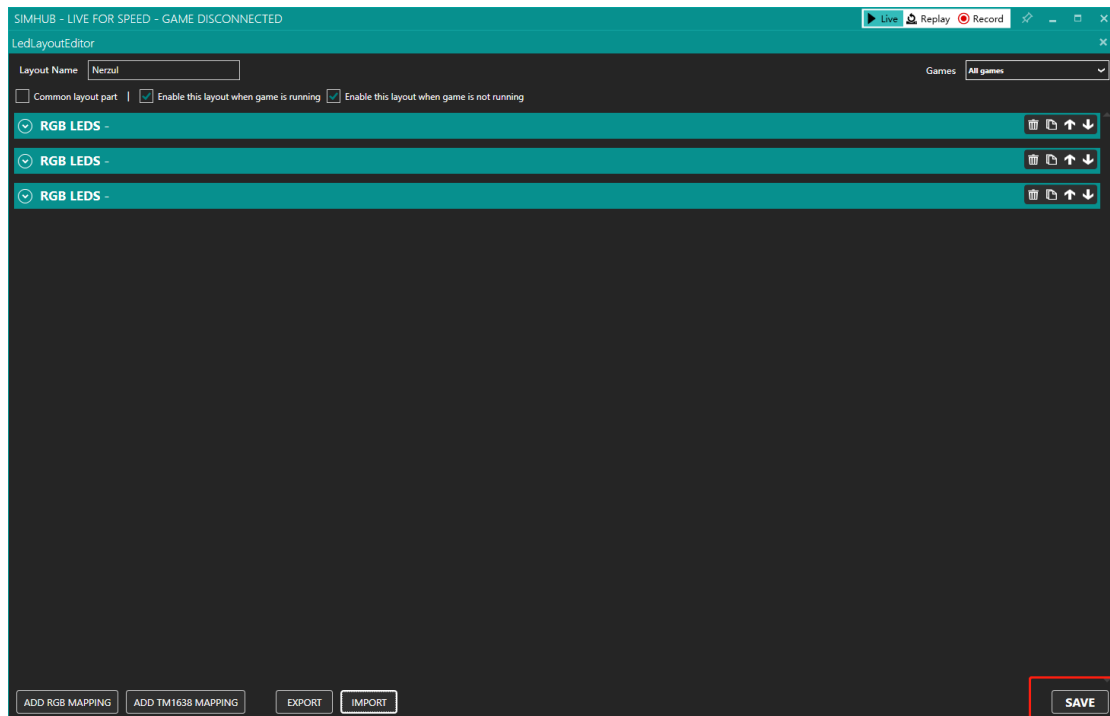 SIMHUB - LIVE FOR SPEED - GAME DISCONNECTED Live Replay Record
LedLayoutEditor
Layout Name Nerzul Games All games
Common layout part | Enable this layout when game is running Enable this layout when game is not running
RGB LEDS -
RGB LEDS -
RGB LEDS -
ADD RGB MAPPING ADD TM1638 MAPPING EXPORT IMPORT SAVE